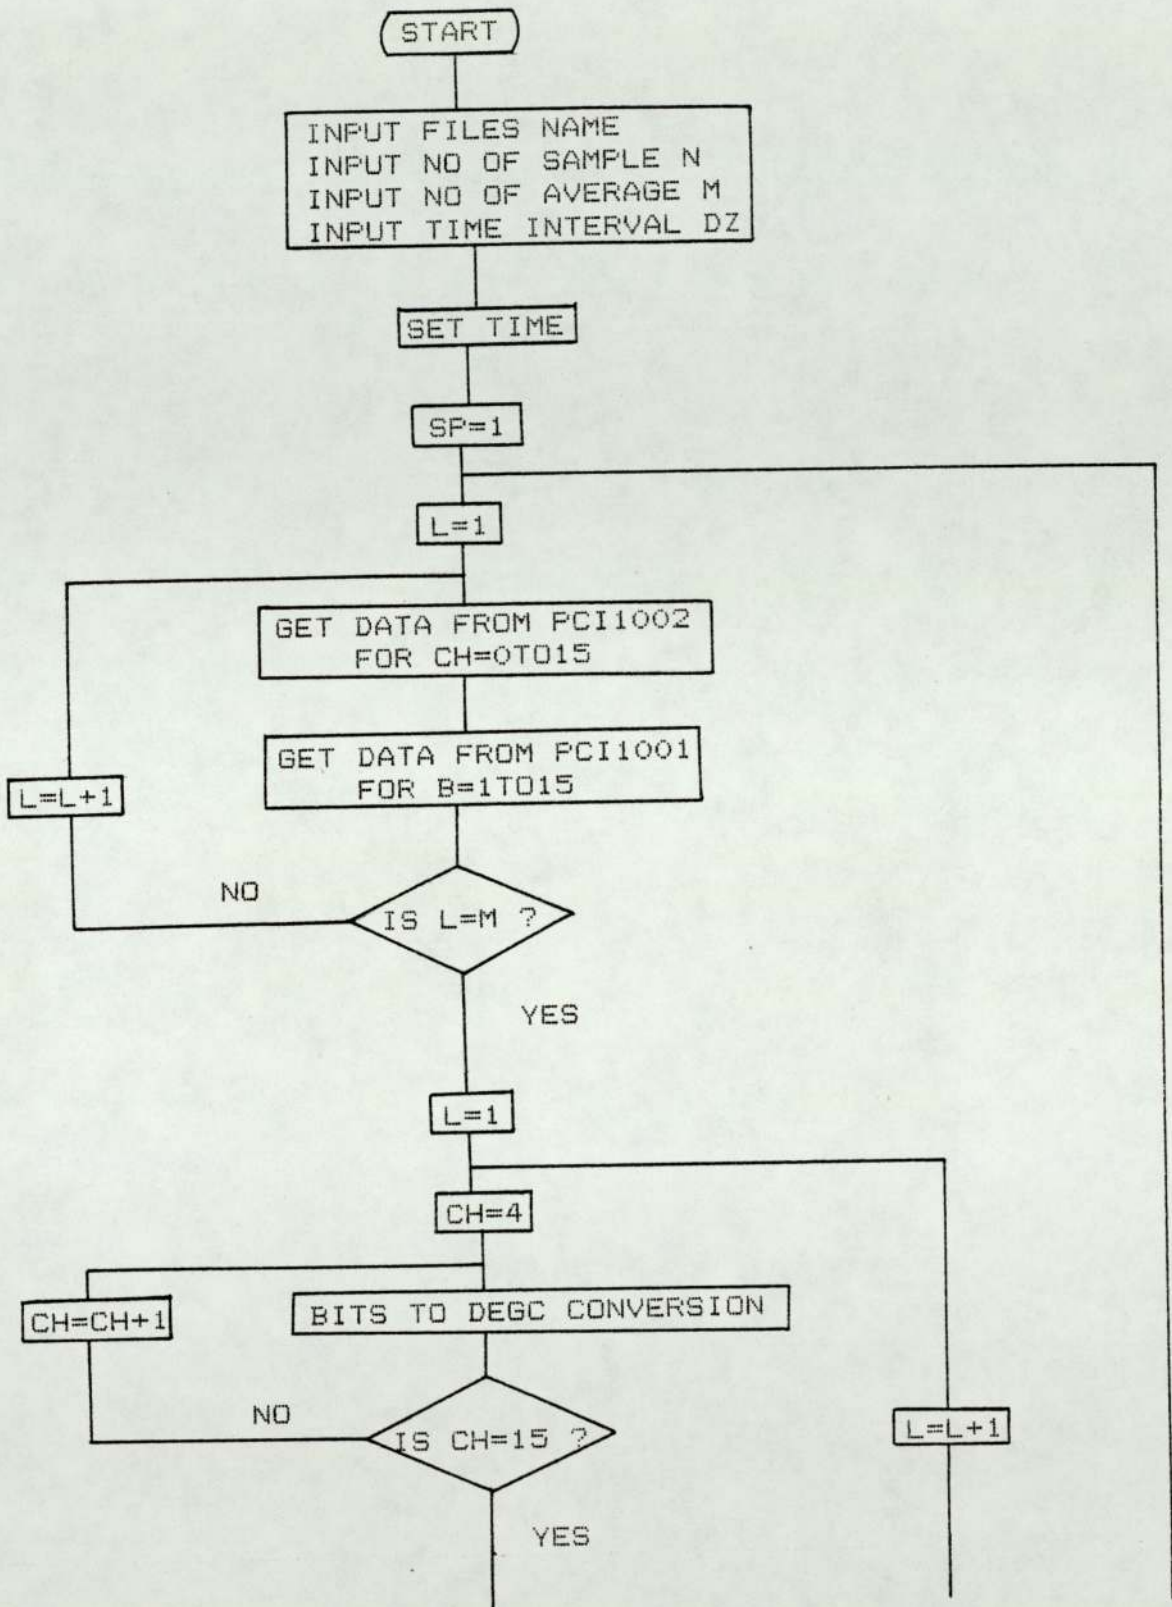 START
INPUT FILES NAME
INPUT NO OF SAMPLE N
INPUT NO OF AVERAGE M
INPUT TIME INTERVAL DZ
SET TIME
SP=1
L=1
GET DATA FROM PCI1002
FOR CH=0TO15
GET DATA FROM PCI1001
FOR B=1TO15
L=L+1
NO
IS L=M ?
YES
L=1
CH=4
CH=CH+1
BITS TO DEGC CONVERSION
NO
IS CH=15 ?
L=L+1
YES